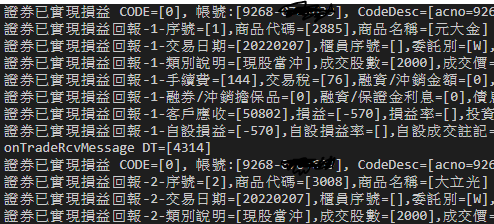 證券已實現損益 CODE=[0], 帳號:[9268-], CodeDesc=[acno=926
證券已實現損益回報-1-序號=[1],商品代碼=[2885],商品名稱=[元大金]
證券已實現損益回報-1-交易日期=[20220207],櫃員序號=[],委託別=[W],
證券已實現損益回報-1-類別說明=[現股當沖],成交股數=[2000],成交價=
證券已實現損益回報-1-手續費=[144],交易稅=[76],融資/沖銷金額=[0],
證券已實現損益回報-1-融券/沖銷擔保品=[0],融資/保證金利息=[0],債
證券已實現損益回報-1-客戶應收=[50802],損益=[-570],損益率=[],投資
證券已實現損益回報-1-自設損益=[-570],自設損益率=[],自設成交註記=
onTradeRcvMessage DT=[4314]
證券已實現損益 CODE=[0], 帳號:[9268-], CodeDesc=[acno=926
證券已實現損益回報-2-序號=[2],商品代碼=[3008],商品名稱=[大立光]
證券已實現損益回報-2-交易日期=[20220207],櫃員序號=[],委託別=[W],
證券已實現損益回報-2-類別說明=[現股當沖],成交股數=[2000],成交價